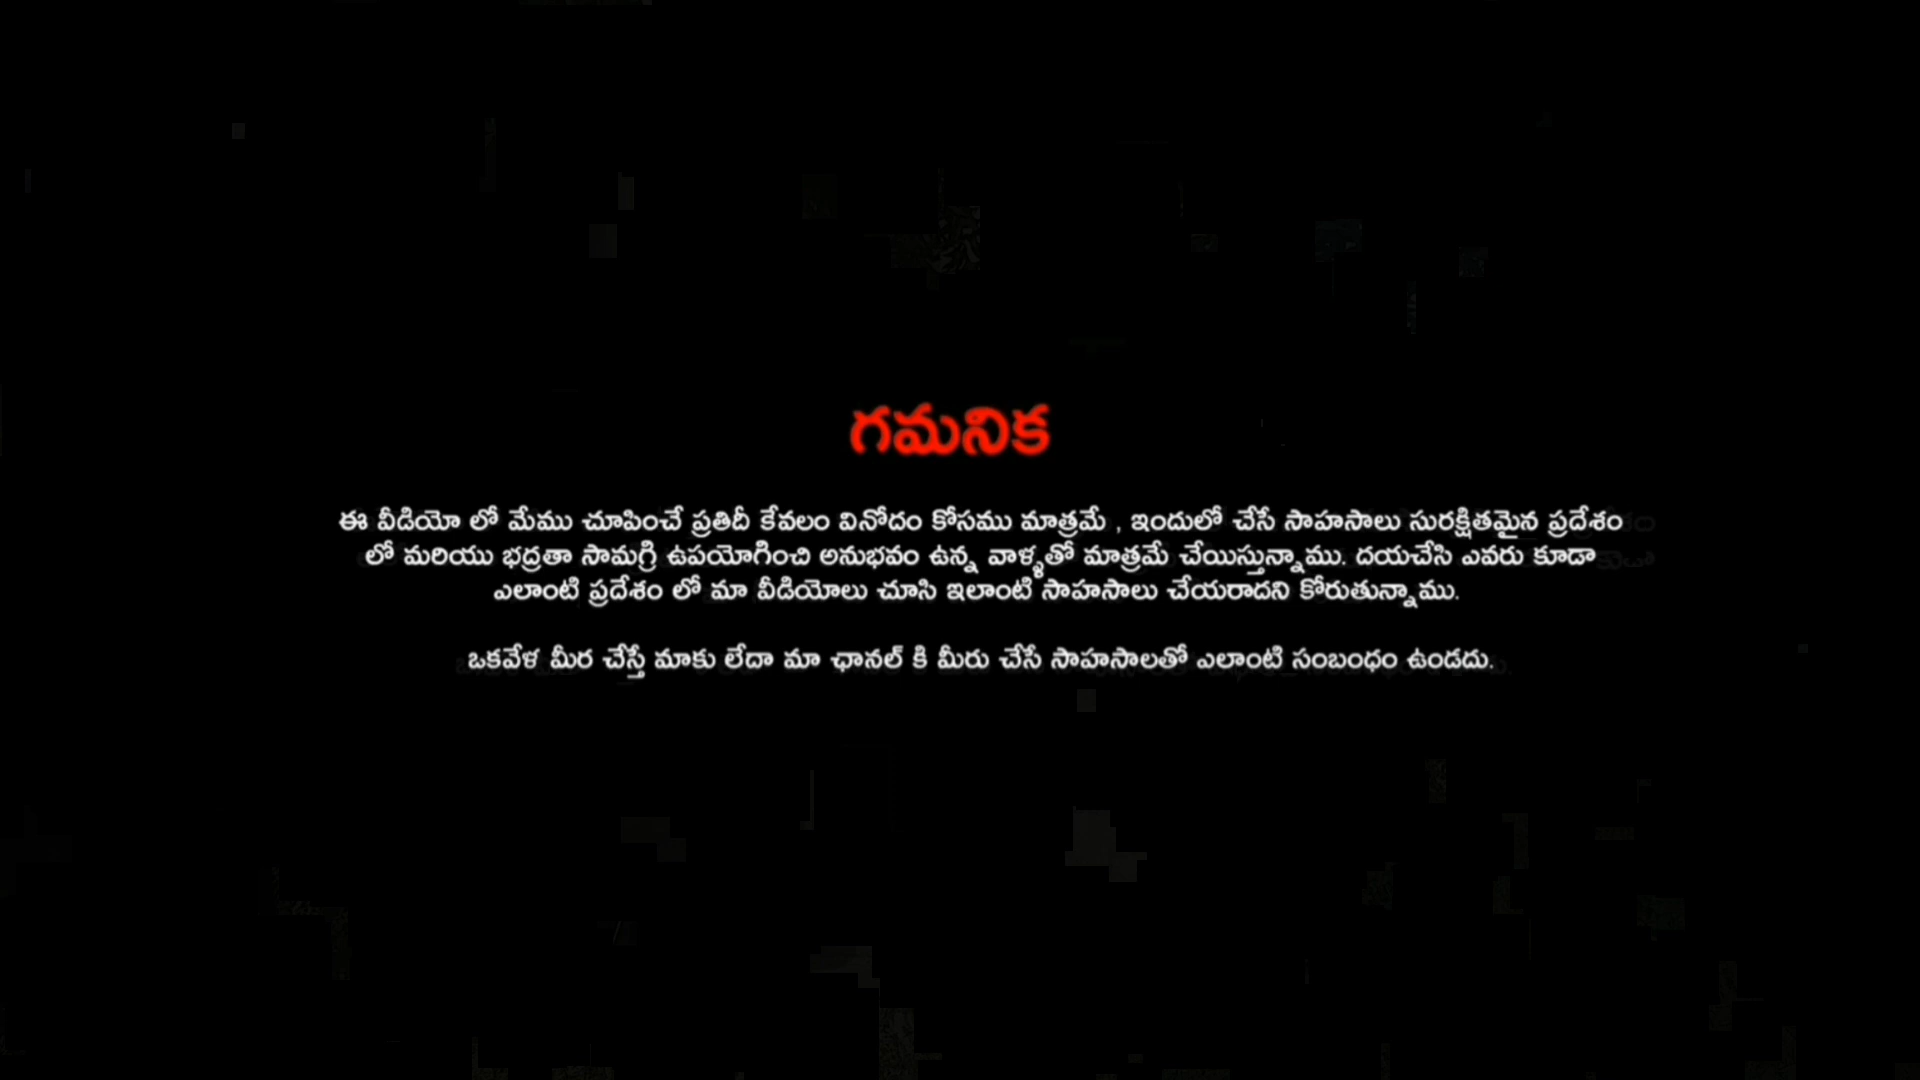 గమనిక
ఈ వీడియో లో మేము చూపించే ప్రతిదీ కేవలం వినోదం కోసము మాత్రమే , ఇందులో చేసే సాహసాలు సురక్షితమైన ప్రదేశం
లో మరియు భద్రతా సామగ్రి ఉపయోగించి అనుభవం ఉన్న వాళ్ళతో మాత్రమే చేయిస్తున్నాము. దయచేసి ఎవరు కూడా
ఎలాంటి ప్రదేశం లో మా వీడియోలు చూసి ఇలాంటి సాహసాలు చేయరాదని కోరుతున్నాము.
ఒకవేళ మీర చేస్తే మాకు లేదా మా ఛానల్ కి మీరు చేసే సాహసాలతో ఎలాంటి సంబంధం ఉండదు.